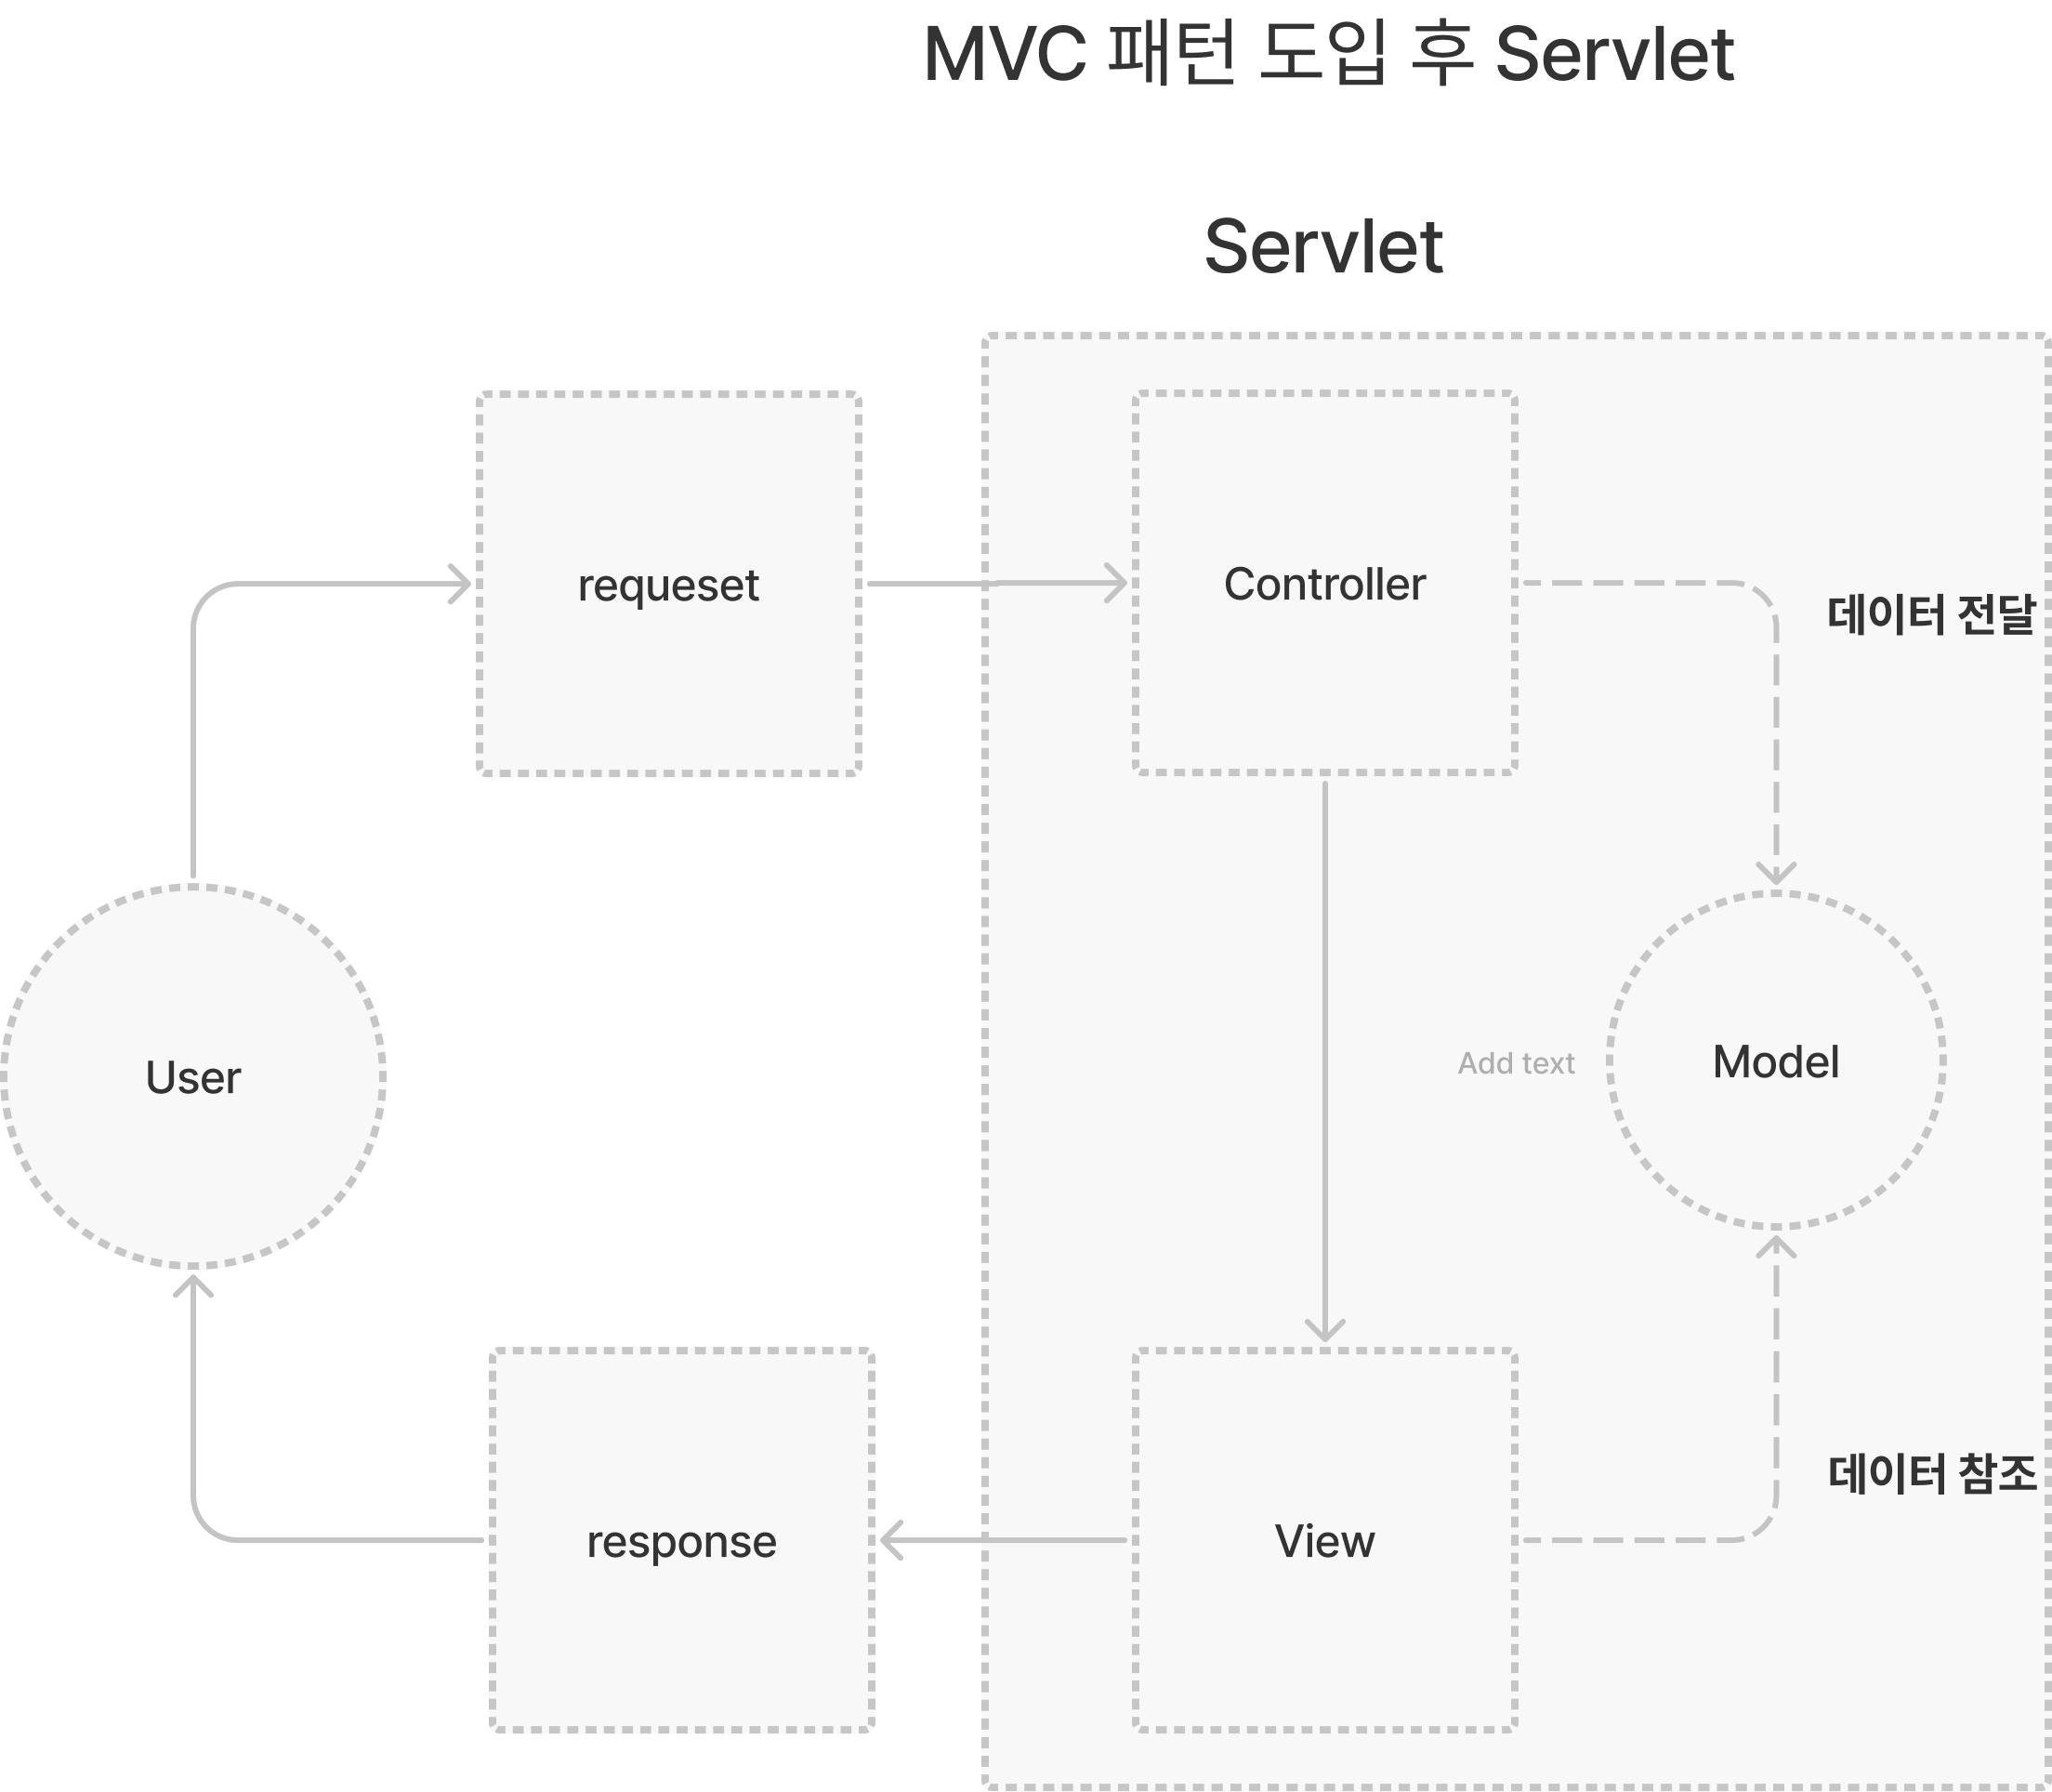 MVC 패턴 도입 후 Servlet
Servlet
requeset
Controller
데이터 전달
User
Add text
Model
response
View
데이터 참조